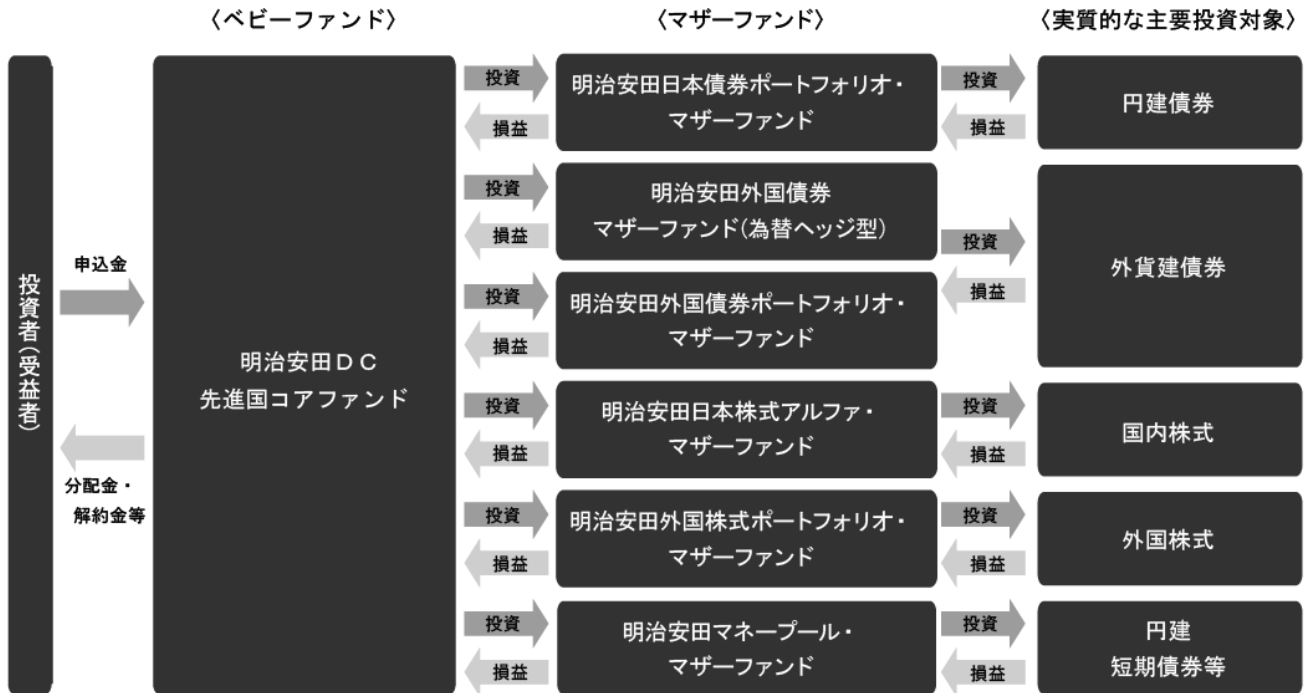 〈ベビーファンド〉
〈マザーファンド〉
〈実質的な主要投資対象〉
投資者(受益者)
申込金
分配金・
解約金等
明治安田DC
先進国コアファンド
投資
損益
明治安田日本債券ポートフォリオ・
マザーファンド
投資
損益
円建債券
投資
損益
明治安田外国債券
マザーファンド(為替ヘッジ型)
投資
損益
外貨建債券
投資
損益
明治安田外国債券ポートフォリオ・
マザーファンド
投資
損益
明治安田日本株式アルファ・
マザーファンド
投資
損益
国内株式
投資
損益
明治安田外国株式ポートフォリオ・
マザーファンド
投資
損益
外国株式
投資
損益
明治安田マネープール・
マザーファンド
投資
損益
円建
短期債券等